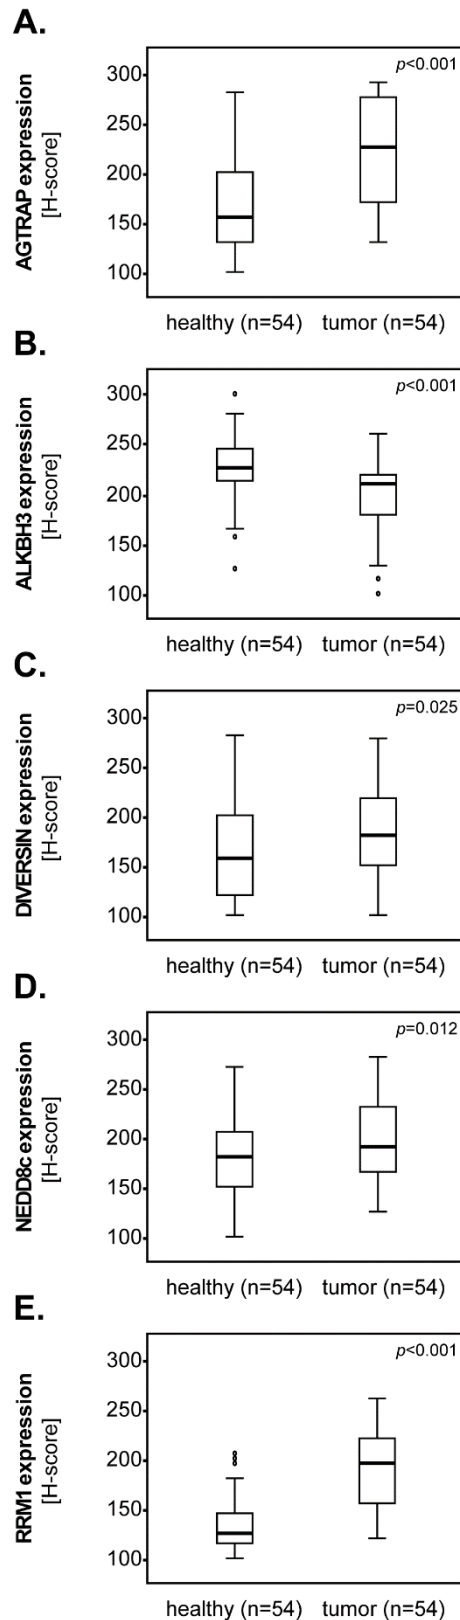 A.
AGTRAP expression
[H-score]
300
250
200
150
100
p<0.001
healthy (n=54) tumor (n=54)
B.
ALKBH3 expression
[H-score]
300
250
200
150
100
p<0.001
healthy (n=54) tumor (n=54)
C.
DIVERSIN expression
[H-score]
300
250
200
150
100
p=0.025
healthy (n=54) tumor (n=54)
D.
NEDD8c expression
[H-score]
300
250
200
150
100
p=0.012
healthy (n=54) tumor (n=54)
E.
RRM1 expression
[H-score]
300
250
200
150
100
p<0.001
healthy (n=54) tumor (n=54)